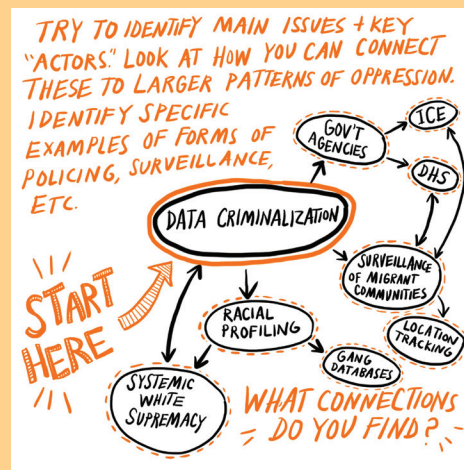 TRY TO IDENTIFY MAIN ISSUES + KEY
"ACTORS." LOOK AT HOW YOU CAN CONNECT
THESE TO LARGER PATTERNS OF OPPRESSION.
IDENTIFY SPECIFIC
EXAMPLES OF FORMS OF
POLICING, SURVEILLANCE,
ETC.
ICE
GOV'T
AGENCIES
DHS
DATA CRIMINALIZATION
SURVEILLANCE
OF MIGRANT
COMMUNITIES
START
HERE
RACIAL
PROFILING
LOCATION
TRACKING
GANG
DATABASES
SYSTEMIC
WHITE
SUPREMACY
WHAT CONNECTIONS
DO YOU FIND?